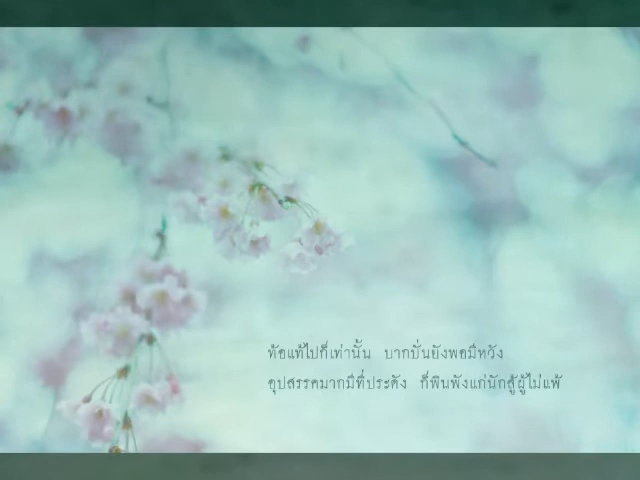 ท้อแท้ไปก็เท่านั้น บากบั่นยังพอมีหวัง
อุปสรรคมากมีที่ประดัง ก็พินพังแก่นักสู้ผู้ไม่แพ้